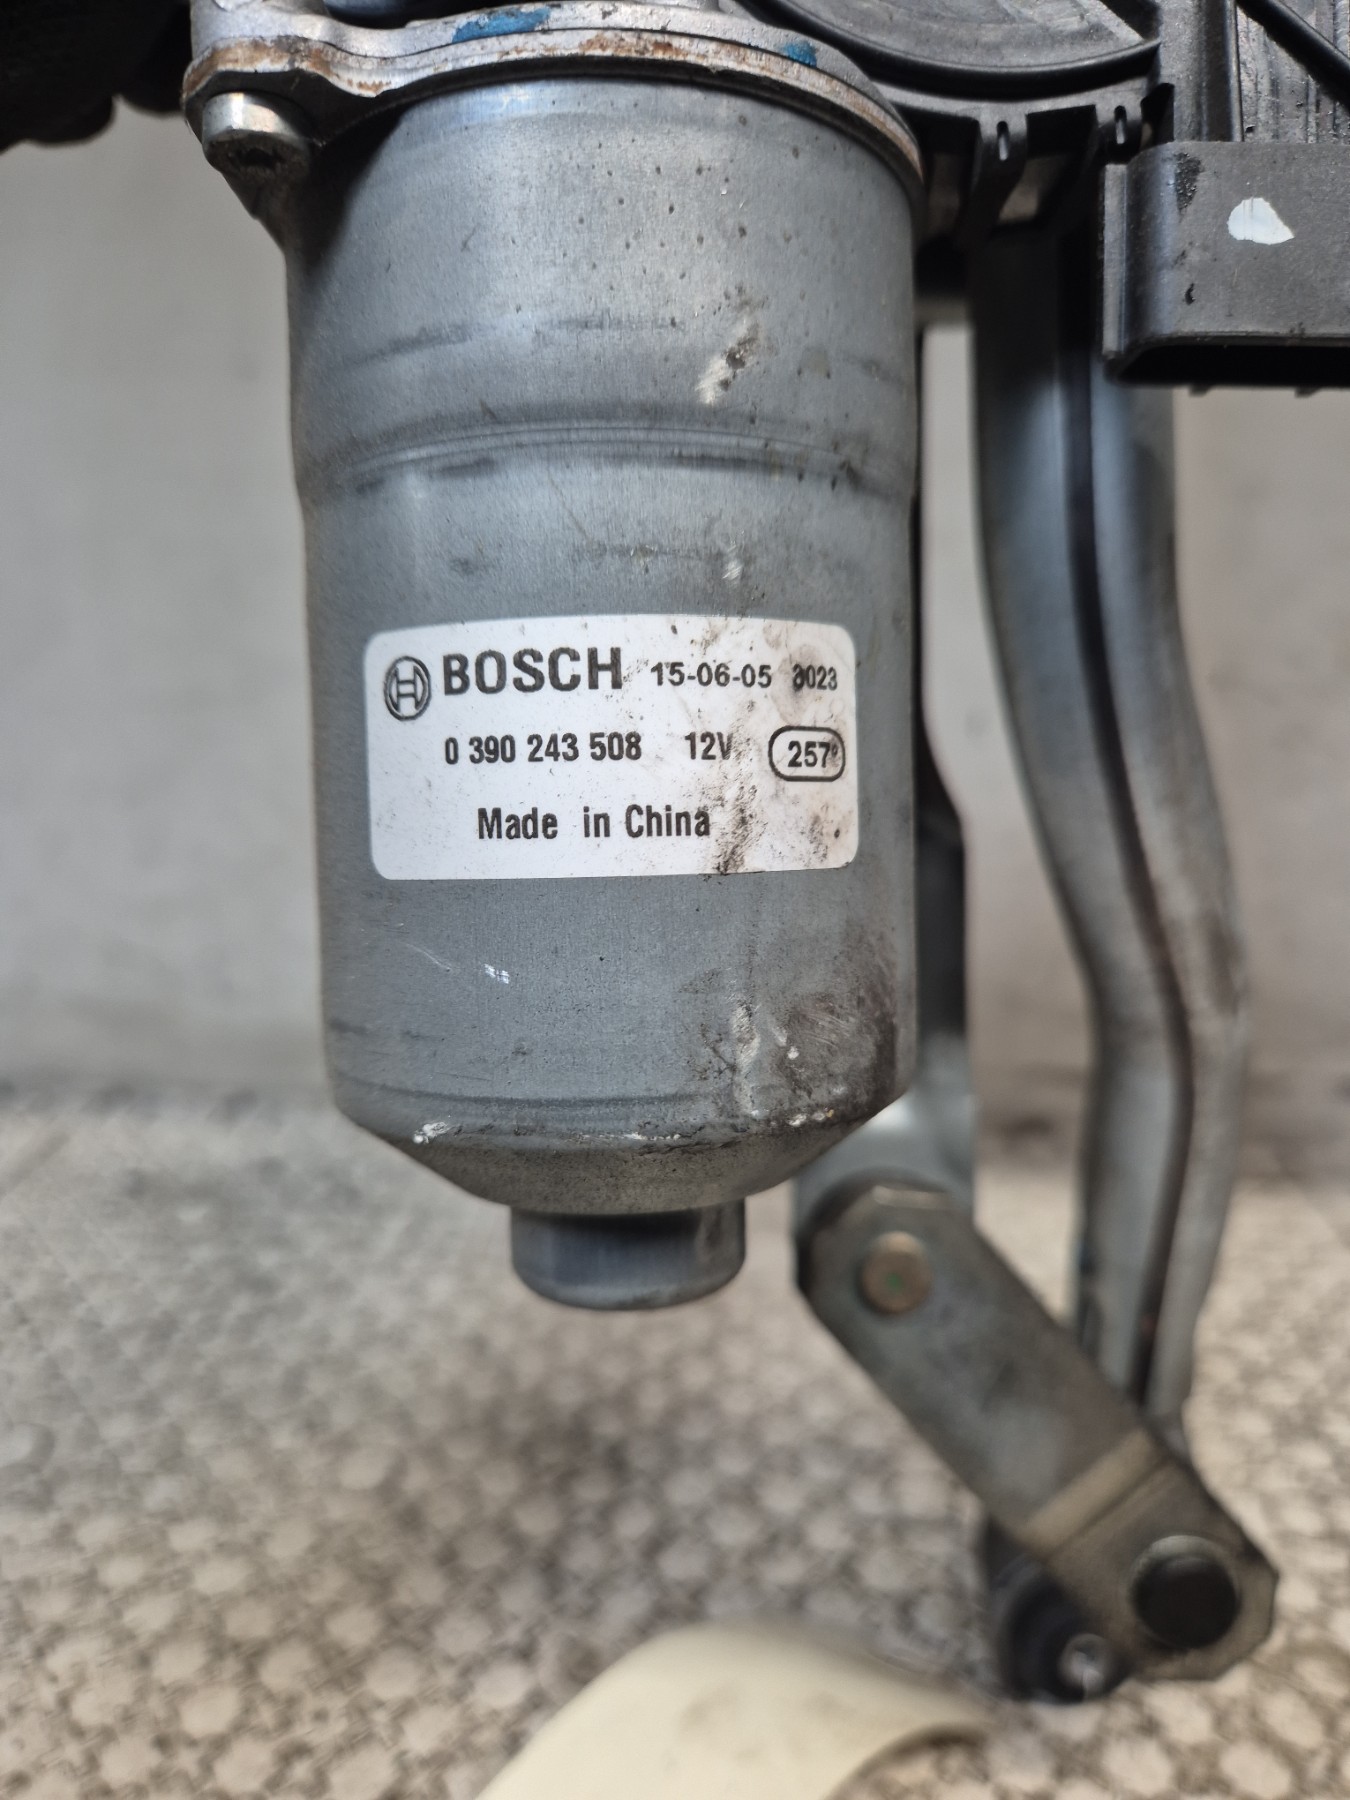 BOSCH 15-06-05 3023
0 390 243 508 12V 257°
Made in China